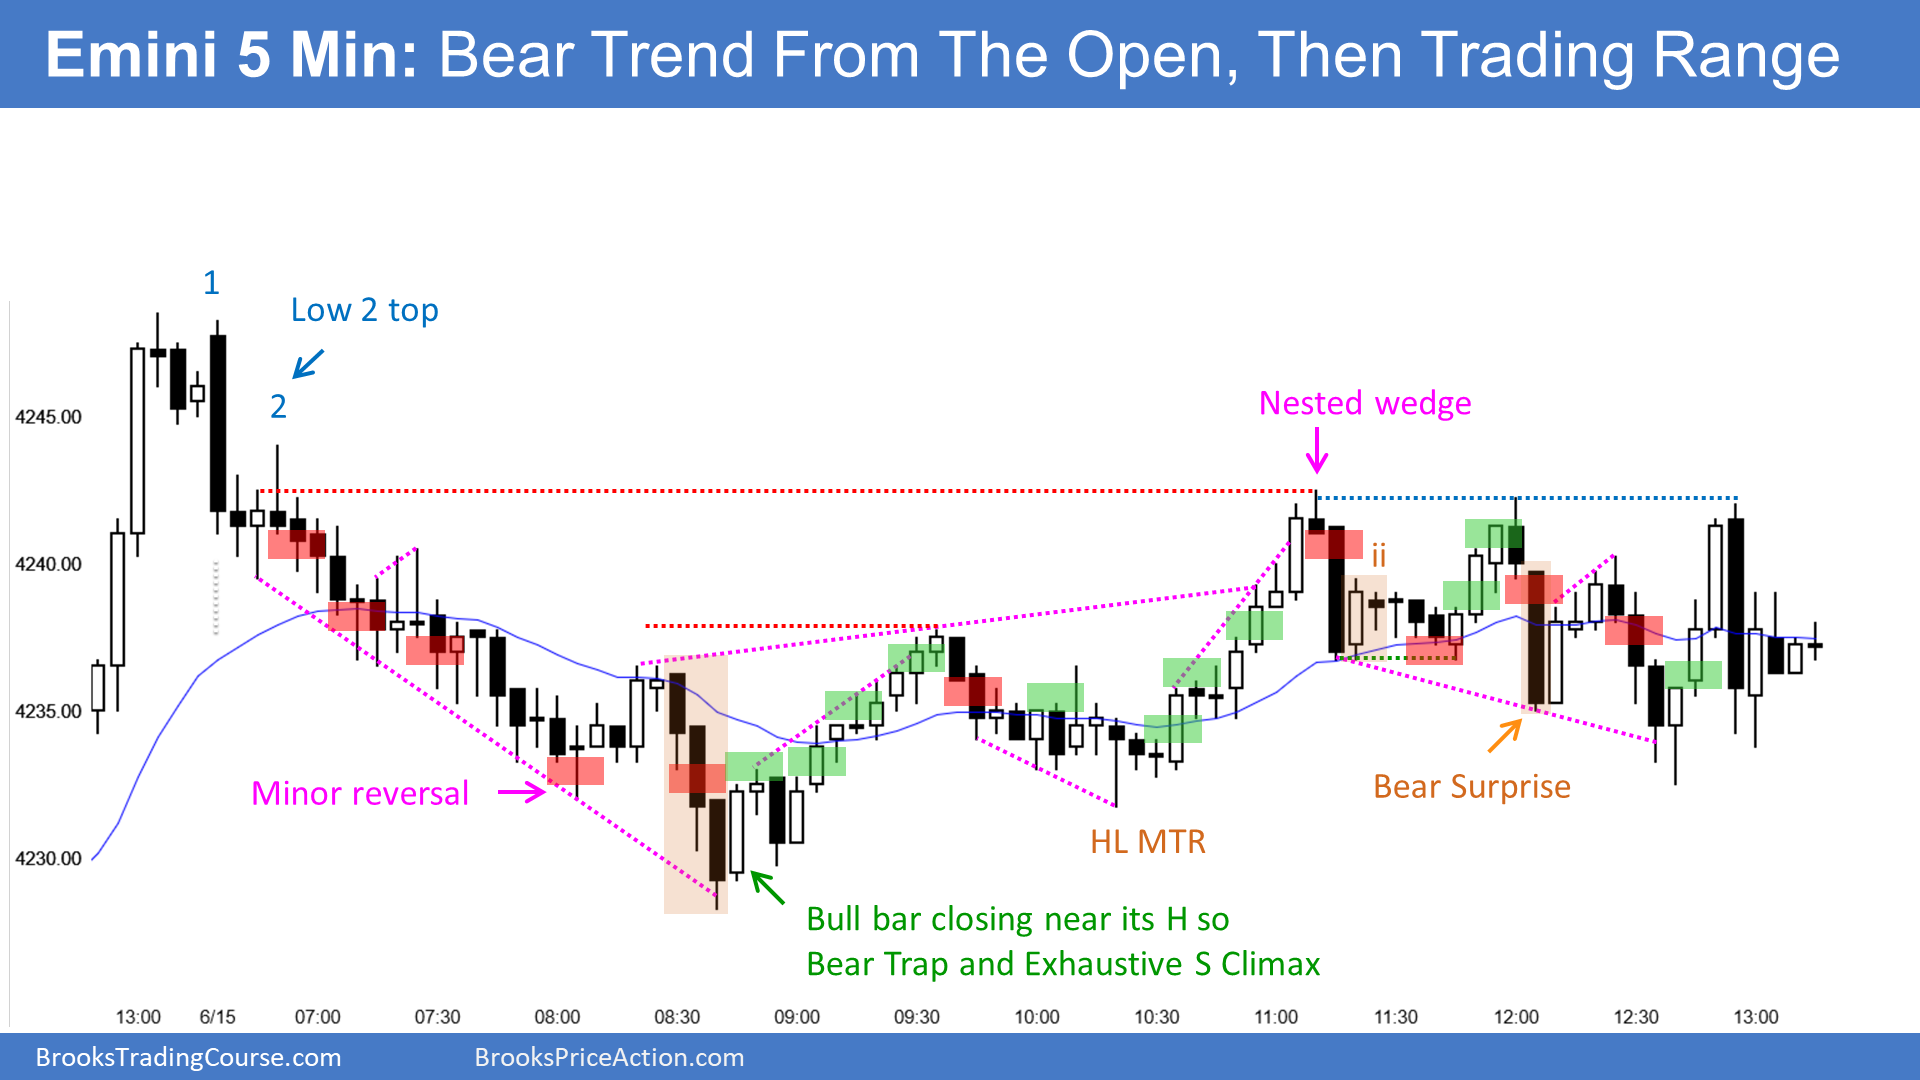 Emini 5 Min: Bear Trend From The Open, Then Trading Range
1
Low 2 top
2
Nested wedge
4245.00
ii
4240.00
4235.00
Minor reversal
Bear Surprise
HL MTR
4230.00
Bull bar closing near its H so
Bear Trap and Exhaustive S Climax
13:00 6/15 07:00 07:30 08:00 08:30 09:00 09:30 10:00 10:30 11:00 11:30 12:00 12:30 13:00
BrooksTradingCourse.com BrooksPriceAction.com